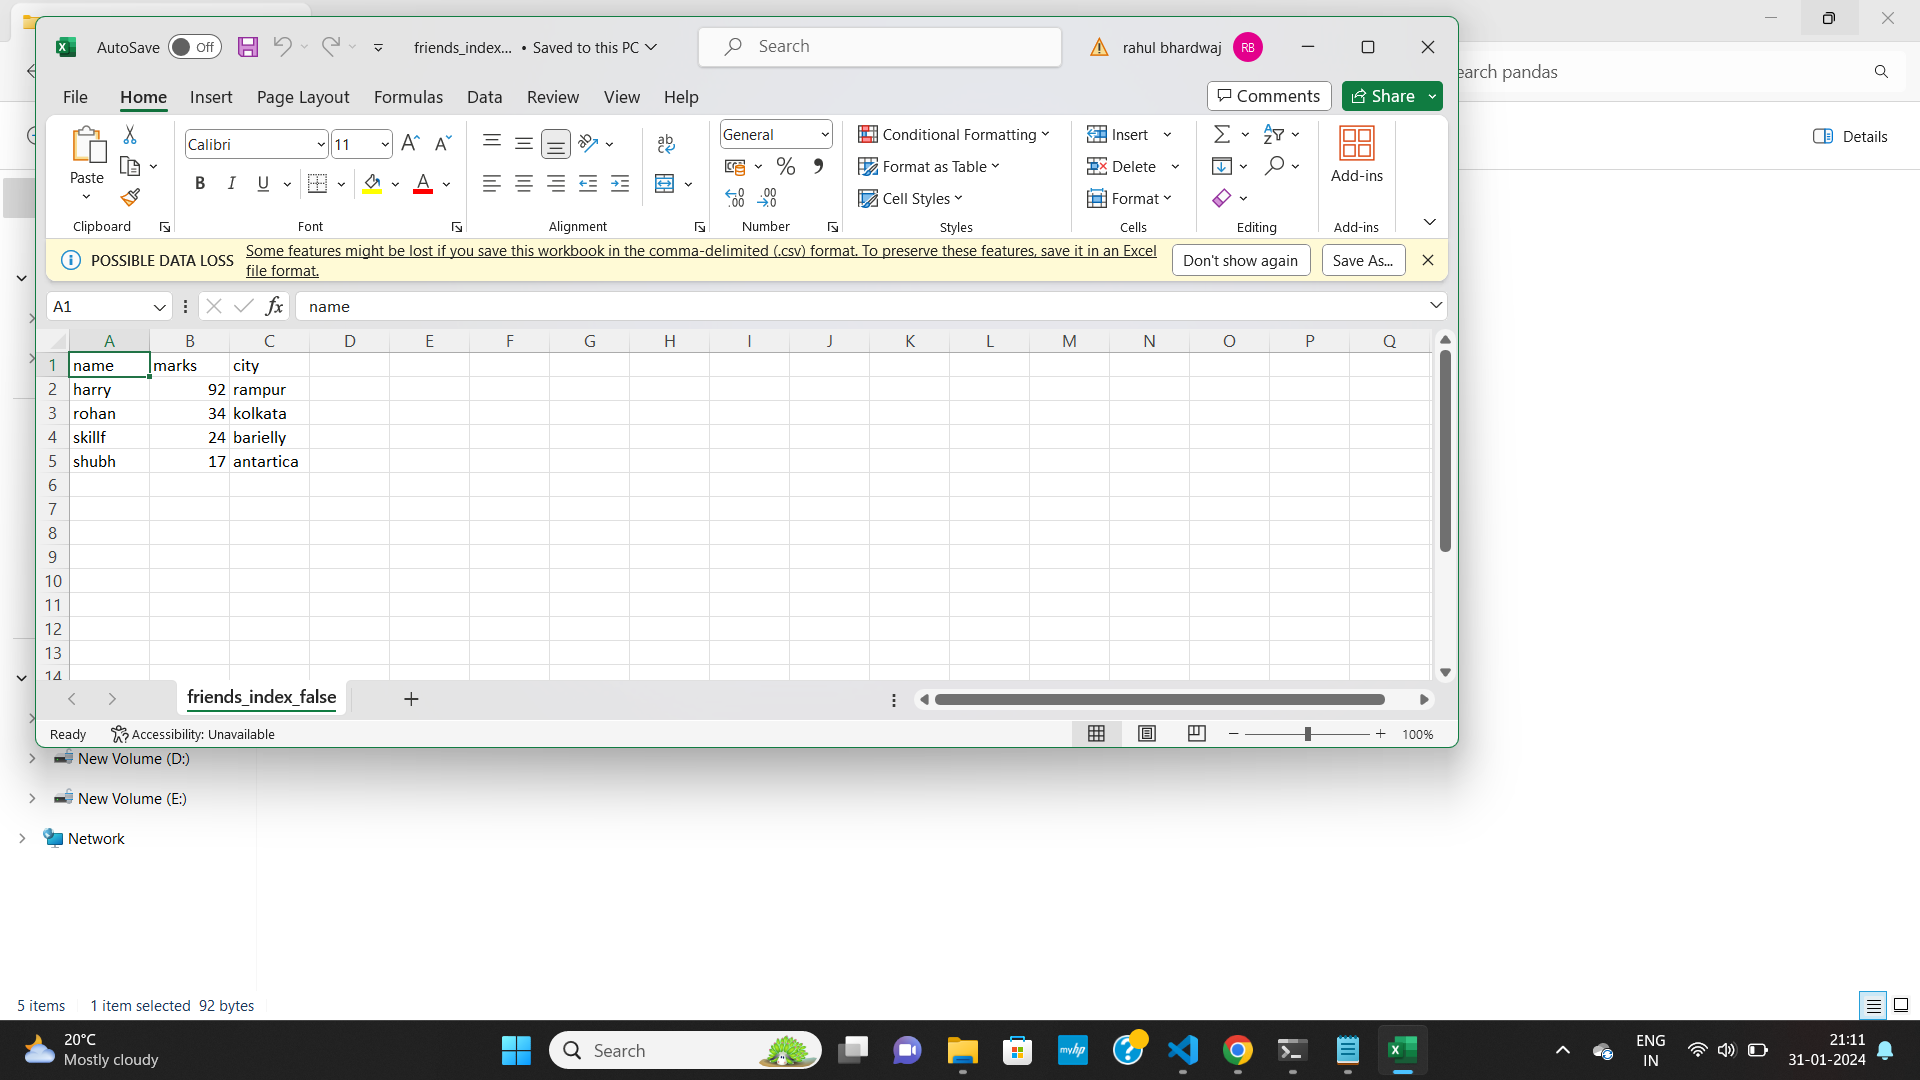 AutoSave Off friends_index... • Saved to this PC Search rahul bhardwaj RB
earch pandas
File Home Insert Page Layout Formulas Data Review View Help Comments Share
Details
Paste
Clipboard
Calibri 11
B I U A
Font
ab
Alignment
General
% 9
Number
Conditional Formatting
Format as Table
Cell Styles
Styles
Insert
Delete
Format
Cells
Editing
Add-ins
Add-ins
POSSIBLE DATA LOSS Some features might be lost if you save this workbook in the comma-delimited (.csv) format. To preserve these features, save it in an Excel
file format.
Don't show again Save As...
A1 fx name
A B C D E F G H I J K L M N O P Q
1 name marks city
2 harry 92 rampur
3 rohan 34 kolkata
4 skillf 24 barielly
5 shubh 17 antartica
6
7
8
9
10
11
12
13
14
friends_index_false
Ready Accessibility: Unavailable 100%
New Volume (D:)
New Volume (E:)
Network
5 items 1 item selected 92 bytes
20°C
Mostly cloudy
Search
myhp
ENG
IN
21:11
31-01-2024